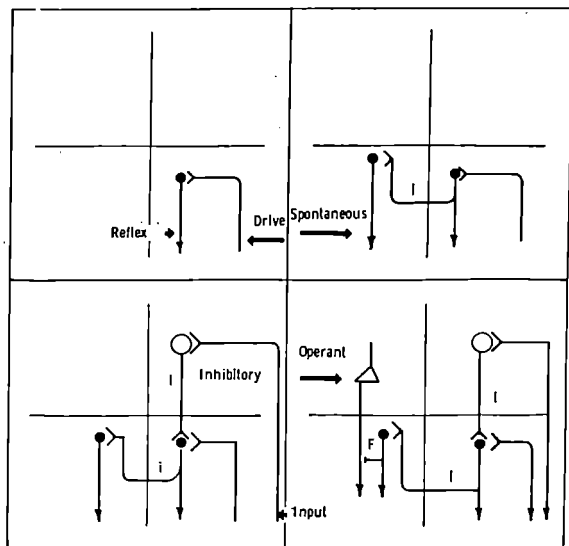 I
Reflex
Drive
Spontaneous
I
Inhibitory
i
Input
Operant
I
F
I